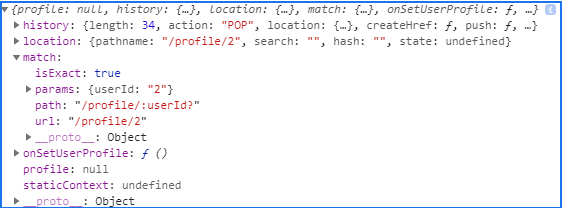 ▼{profile: null, history: {…}, location: {…}, match: {…}, onSetUserProfile: ƒ, …} i
▶history: {length: 34, action: "POP", location: {…}, createHref: ƒ, push: ƒ, …}
▶location: {pathname: "/profile/2", search: "", hash: "", state: undefined}
▼match:
isExact: true
▶params: {userId: "2"}
path: "/profile/:userId?"
url: "/profile/2"
▶__proto__: Object
▶onSetUserProfile: ƒ ()
profile: null
staticContext: undefined
▶__proto__: Object